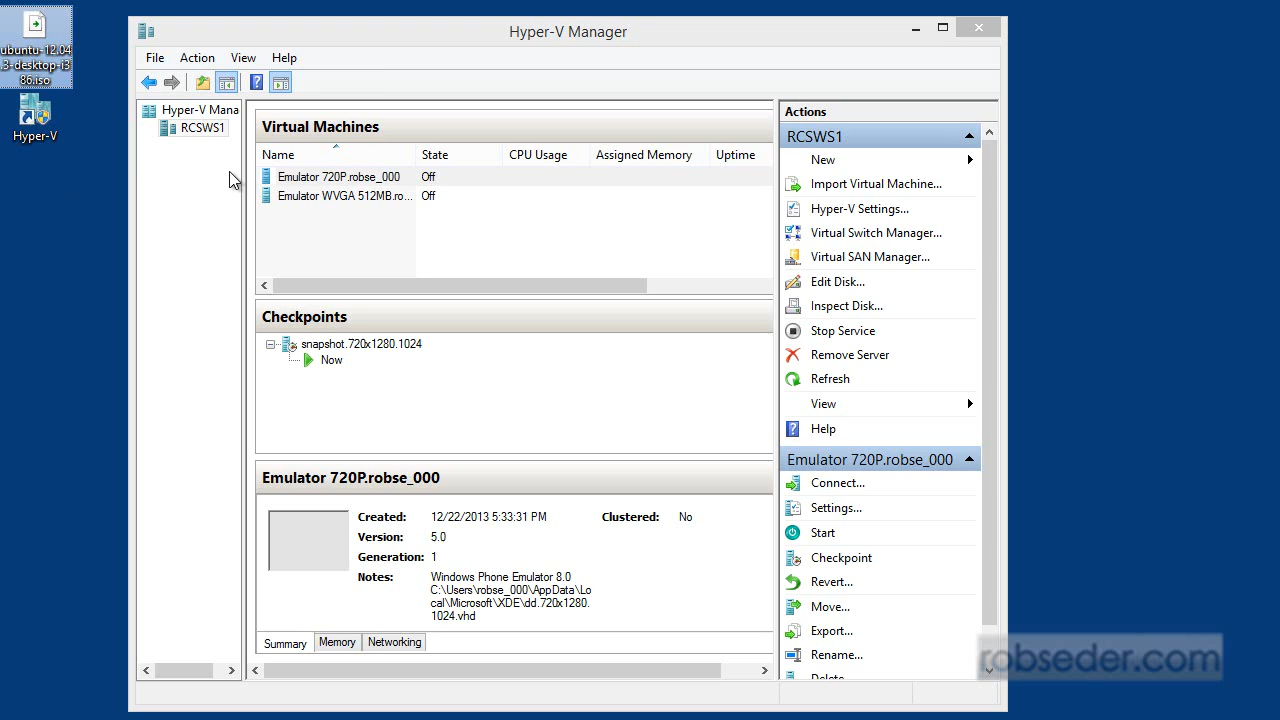 ubuntu-12.04
.3-desktop-i3
86.iso
Hyper-V
Hyper-V Manager
File Action View Help
Hyper-V Mana
RCSWS1
Virtual Machines
Name State CPU Usage Assigned Memory Uptime
Emulator 720P.robse_000 Off
Emulator WVGA 512MB.ro... Off
Checkpoints
snapshot.720x1280.1024
Now
Emulator 720P.robse_000
Created: 12/22/2013 5:33:31 PM Clustered: No
Version: 5.0
Generation: 1
Notes: Windows Phone Emulator 8.0
C:\Users\robse_000\AppData\Lo
cal\Microsoft\XDE\dd.720x1280.
1024.vhd
Summary Memory Networking
Actions
RCSWS1
New
Import Virtual Machine...
Hyper-V Settings...
Virtual Switch Manager...
Virtual SAN Manager...
Edit Disk...
Inspect Disk...
Stop Service
Remove Server
Refresh
View
Help
Emulator 720P.robse_000
Connect...
Settings...
Start
Checkpoint
Revert...
Move...
Export...
Rename...
Delete
robseder.com